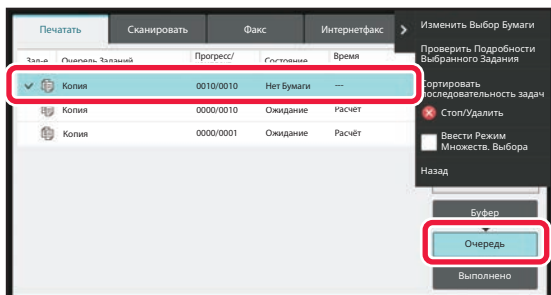 Печатать Сканировать Факс Интернетфакс
Зад-е Очередь Заданий Прогресс/ Состояние Время
Копия 0010/0010 Нет Бумаги ---
Копия 0000/0010 Ожидание Расчёт
Копия 0000/0001 Ожидание Расчёт
Изменить Выбор Бумаги
Проверить Подробности
Выбранного Задания
Сортировать
последовательность задач
Стоп/Удалить
Ввести Режим
Множеств. Выбора
Назад
Буфер
Очередь
Выполнено